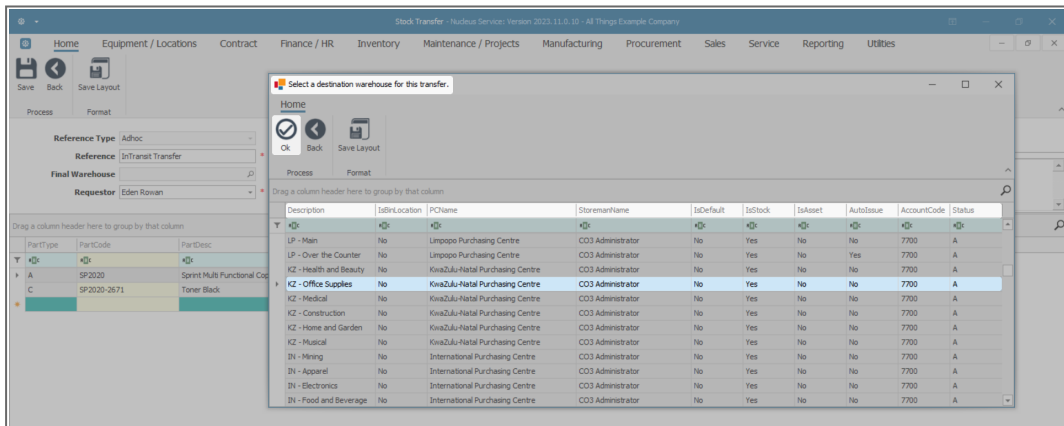 Stock Transfer - Nucleus Service: Version 2023.11.0.10 - All Things Example Company
Home Equipment / Locations Contract Finance / HR Inventory Maintenance / Projects Manufacturing Procurement Sales Service Reporting Utilities
Save Back Save Layout
Process Format
Reference Type Adhoc
Reference InTransit Transfer *
Final Warehouse
Requestor Eden Rowan *
Drag a column header here to group by that column
PartType PartCode PartDesc
A SP2020 Sprint Multi Functional Cop
C SP2020-2671 Toner Black
Select a destination warehouse for this transfer.
Home
Ok Back Save Layout
Process Format
Drag a column header here to group by that column
Description IsBinLocation PCName StoremanName IsDefault IsStock IsAsset AutoIssue AccountCode Status
LP - Main No Limpopo Purchasing Centre CO3 Administrator No Yes No No 7700 A
LP - Over the Counter No Limpopo Purchasing Centre CO3 Administrator No Yes No Yes 7700 A
KZ - Health and Beauty No KwaZulu-Natal Purchasing Centre CO3 Administrator No Yes No No 7700 A
KZ - Office Supplies No KwaZulu-Natal Purchasing Centre CO3 Administrator No Yes No No 7700 A
KZ - Medical No KwaZulu-Natal Purchasing Centre CO3 Administrator No Yes No No 7700 A
KZ - Construction No KwaZulu-Natal Purchasing Centre CO3 Administrator No Yes No No 7700 A
KZ - Home and Garden No KwaZulu-Natal Purchasing Centre CO3 Administrator No Yes No No 7700 A
KZ - Musical No KwaZulu-Natal Purchasing Centre CO3 Administrator No Yes No No 7700 A
IN - Mining No International Purchasing Centre CO3 Administrator No Yes No No 7700 A
IN - Apparel No International Purchasing Centre CO3 Administrator No Yes No No 7700 A
IN - Electronics No International Purchasing Centre CO3 Administrator No Yes No No 7700 A
IN - Food and Beverage No International Purchasing Centre CO3 Administrator No Yes No No 7700 A